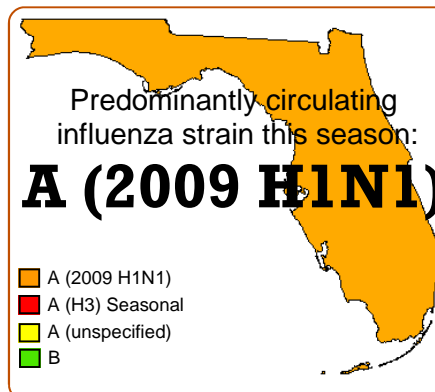 Predominantly circulating
influenza strain this season:
A (2009 H1N1)
A (2009 H1N1)
A (H3) Seasonal
A (unspecified)
B